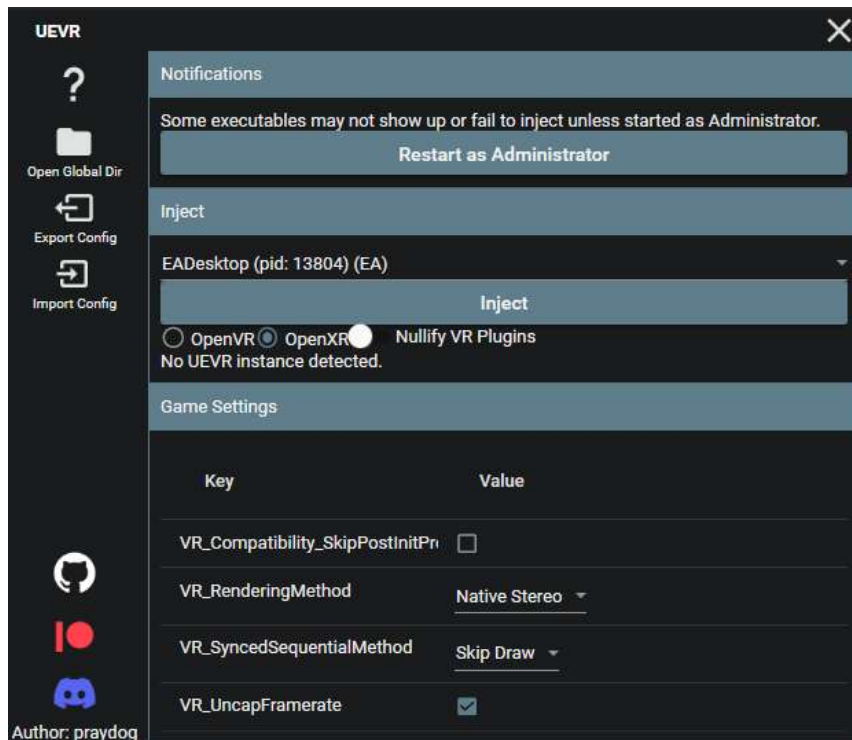 UEVR
Notifications
Some executables may not show up or fail to inject unless started as Administrator.
Restart as Administrator
Open Global Dir
Export Config
Import Config
Inject
EADesktop (pid: 13804) (EA)
Inject
OpenVR OpenXR Nullify VR Plugins
No UEVR instance detected.
Game Settings
Key Value
VR_Compatibility_SkipPostInitPr
VR_RenderingMethod Native Stereo
VR_SyncedSequentialMethod Skip Draw
VR_UncapFramerate
Author: praydog